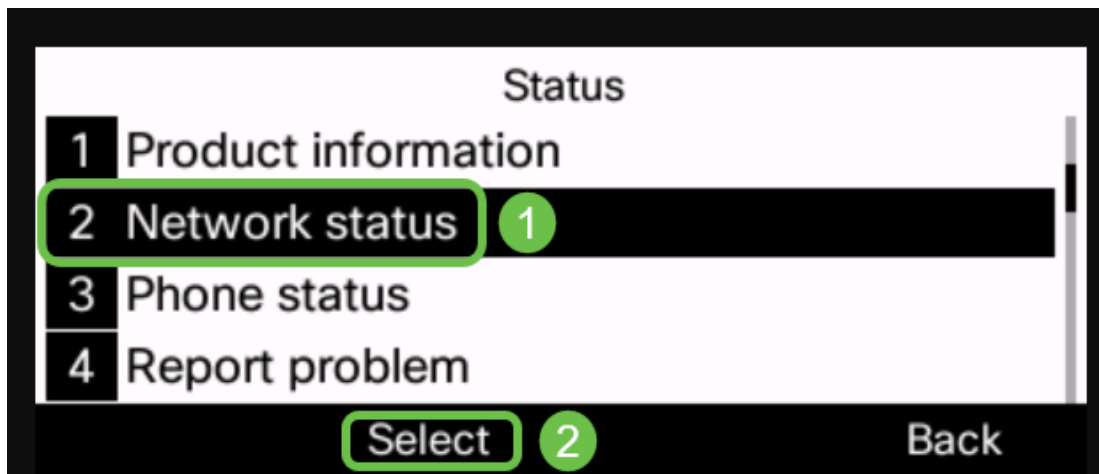 Status
1 Product information
2 Network status 1
3 Phone status
4 Report problem
Select 2 Back